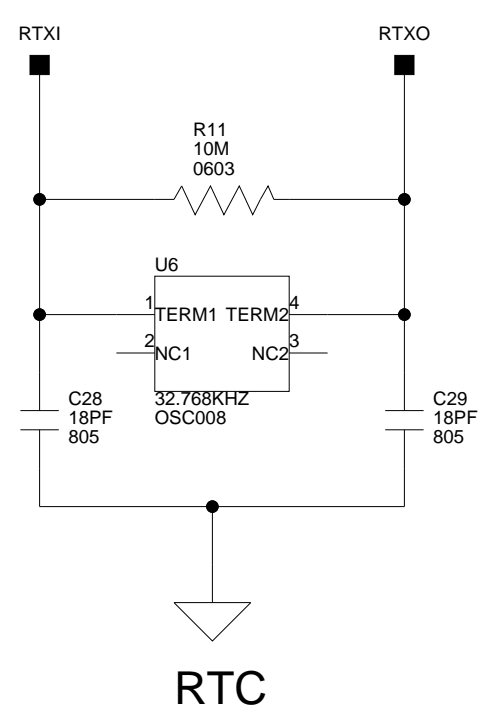 RTXI
RTXO
R11
10M
0603
U6
1
TERM1
TERM2
4
2
NC1
NC2
3
32.768KHZ
OSC008
C28
18PF
805
C29
18PF
805
RTC